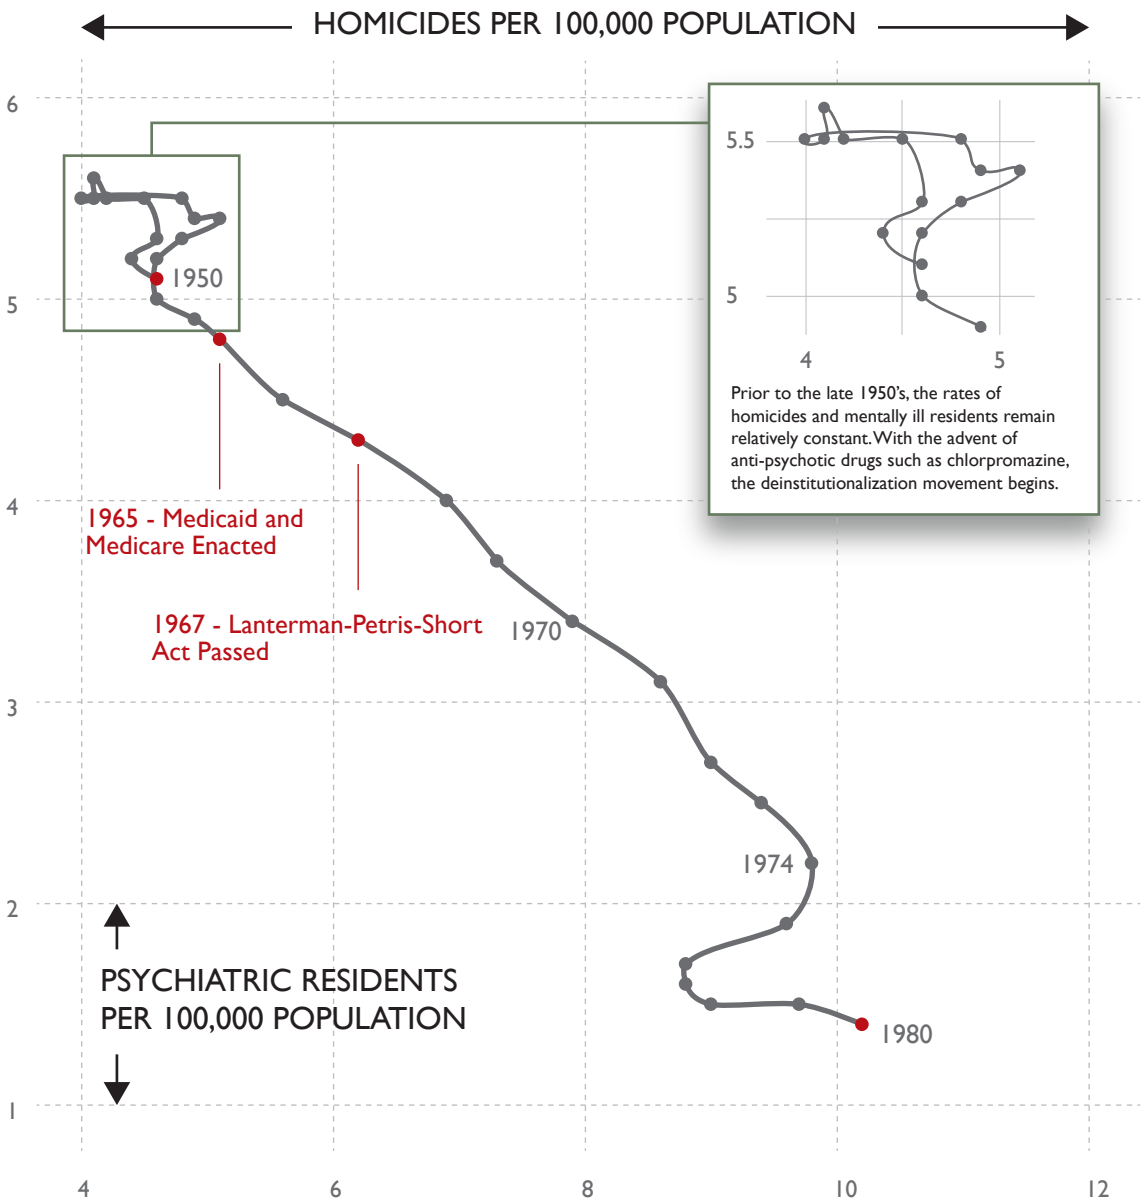 HOMICIDES PER 100,000 POPULATION
6
5
4
3
2
1
1950
1965 - Medicaid and
Medicare Enacted
1967 - Lanterman-Petris-Short
Act Passed
1970
1974
1980
PSYCHIATRIC RESIDENTS
PER 100,000 POPULATION
4
6
8
10
12
5.5
5
4
5
Prior to the late 1950's, the rates of
homicides and mentally ill residents remain
relatively constant. With the advent of
anti-psychotic drugs such as chlorpromazine,
the deinstitutionalization movement begins.